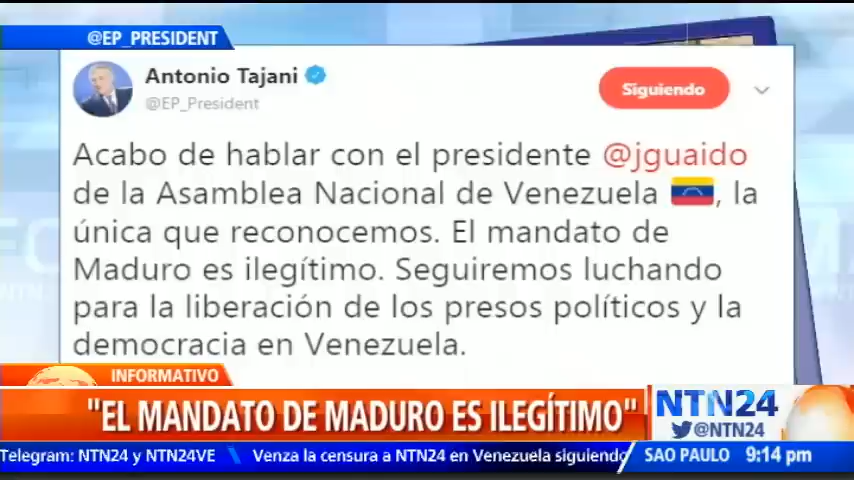 @EP_PRESIDENT
Antonio Tajani
@EP_President
Siguiendo
Acabo de hablar con el presidente @jguaido
de la Asamblea Nacional de Venezuela 🇻🇪, la
única que reconocemos. El mandato de
Maduro es ilegítimo. Seguiremos luchando
para la liberación de los presos políticos y la
democracia en Venezuela.
INFORMATIVO
"EL MANDATO DE MADURO ES ILEGÍTIMO"
NTN24
@NTN24
Telegram: NTN24 y NTN24VE
Venza la censura a NTN24 en Venezuela siguiendo
SAO PAULO 9:14 pm